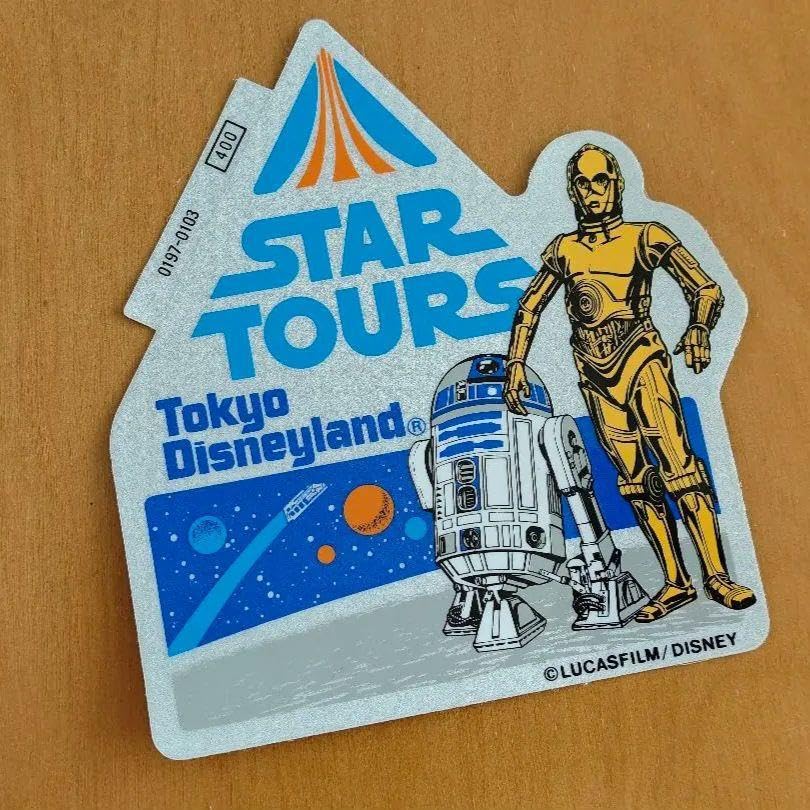 400
0197-0103
STAR
TOURS
Tokyo
Disneyland®
©LUCASFILM/DISNEY